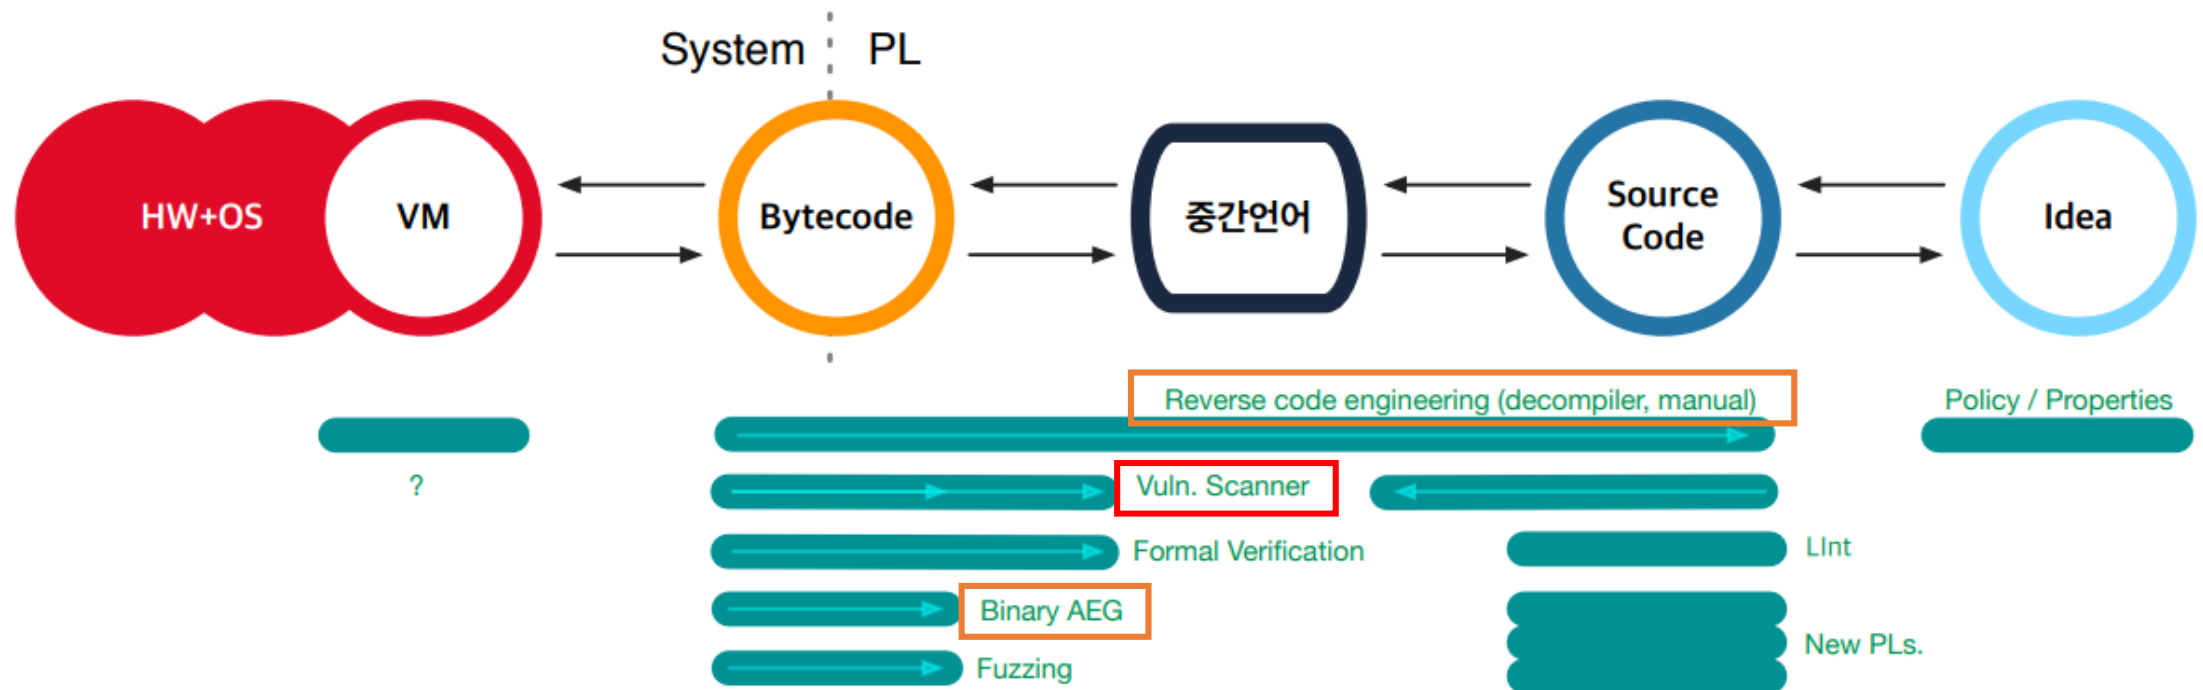 System
PL
HW+OS
VM
Bytecode
중간언어
Source
Code
Idea
Reverse code engineering (decompiler, manual)
Policy / Properties
?
Vuln. Scanner
Formal Verification
LInt
Binary AEG
New PLs.
Fuzzing